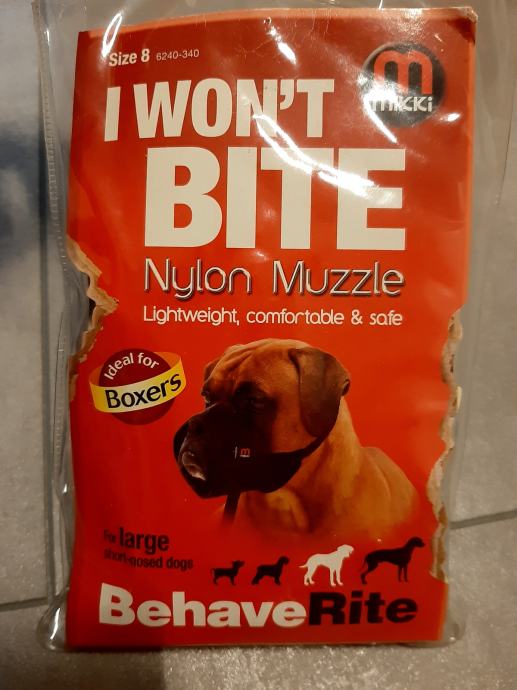 Size 8 6240-340
mikki
I WON'T
BITE
Nylon Muzzle
Lightweight, comfortable & safe
Ideal for
Boxers
For large
short-nosed dogs
BehaveRite